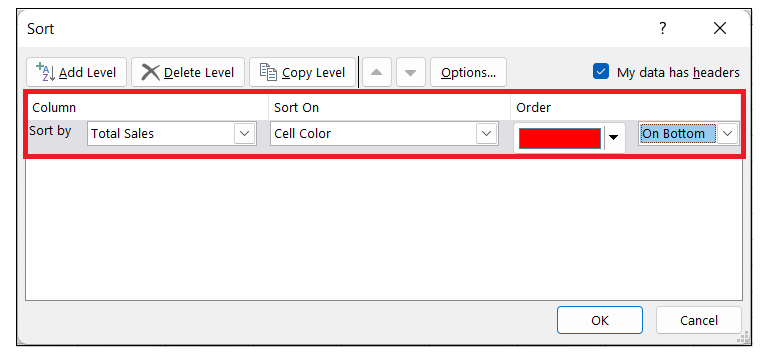 Sort ?
Add Level Delete Level Copy Level Options... My data has headers
Column Sort On Order
Sort by Total Sales Cell Color On Bottom
OK Cancel